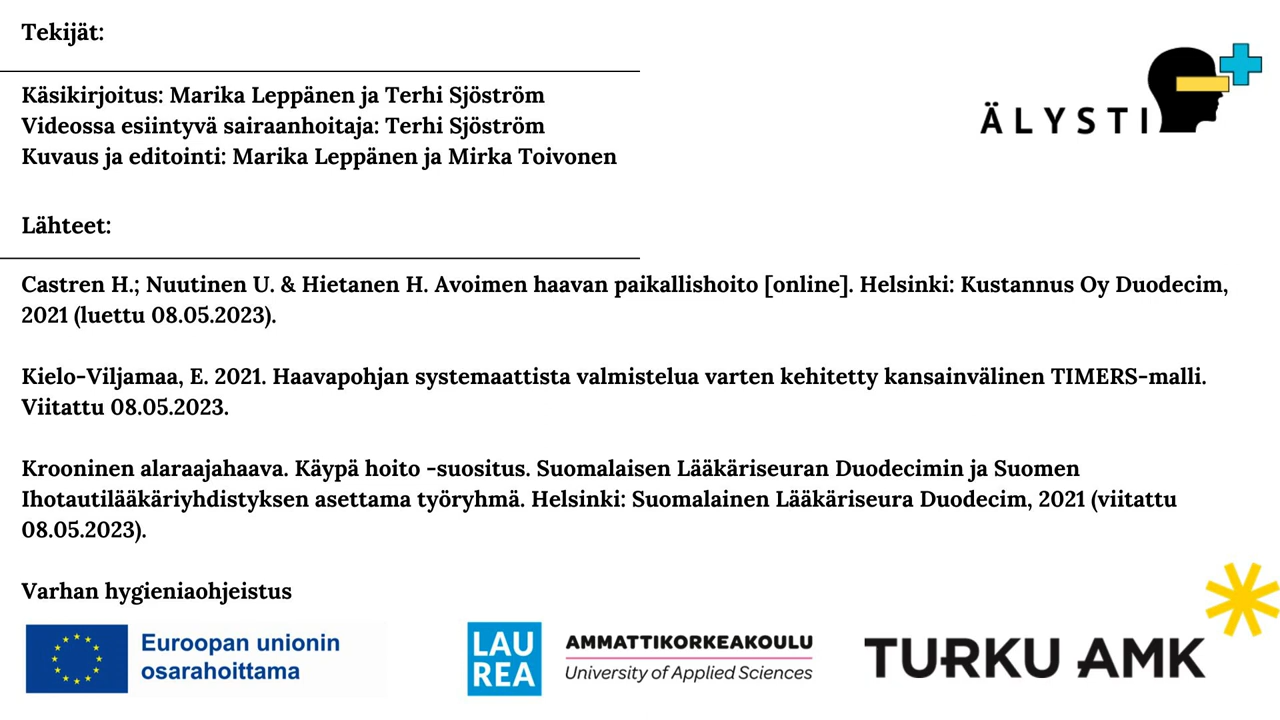 Tekijät:
ÄLYSTI
Käsikirjoitus: Marika Leppänen ja Terhi Sjöström
Videossa esiintyvä sairaanhoitaja: Terhi Sjöström
Kuvaus ja editointi: Marika Leppänen ja Mirka Toivonen
Lähteet:
Castren H.; Nuutinen U. & Hietanen H. Avoimen haavan paikallishoito [online]. Helsinki: Kustannus Oy Duodecim,
2021 (luettu 08.05.2023).
Kielo-Viljamaa, E. 2021. Haavapohjan systemaattista valmistelua varten kehitetty kansainvälinen TIMERS-malli.
Viitattu 08.05.2023.
Krooninen alaraajahaava. Käypä hoito -suositus. Suomalaisen Lääkäriseuran Duodecimin ja Suomen
Ihotautilääkäriyhdistyksen asettama työryhmä. Helsinki: Suomalainen Lääkäriseura Duodecim, 2021 (viitattu
08.05.2023).
Varhan hygieniaohjeistus
Euroopan unionin
osarahoittama
LAU
REA
AMMATTIKORKEAKOULU
University of Applied Sciences
TURKU AMK